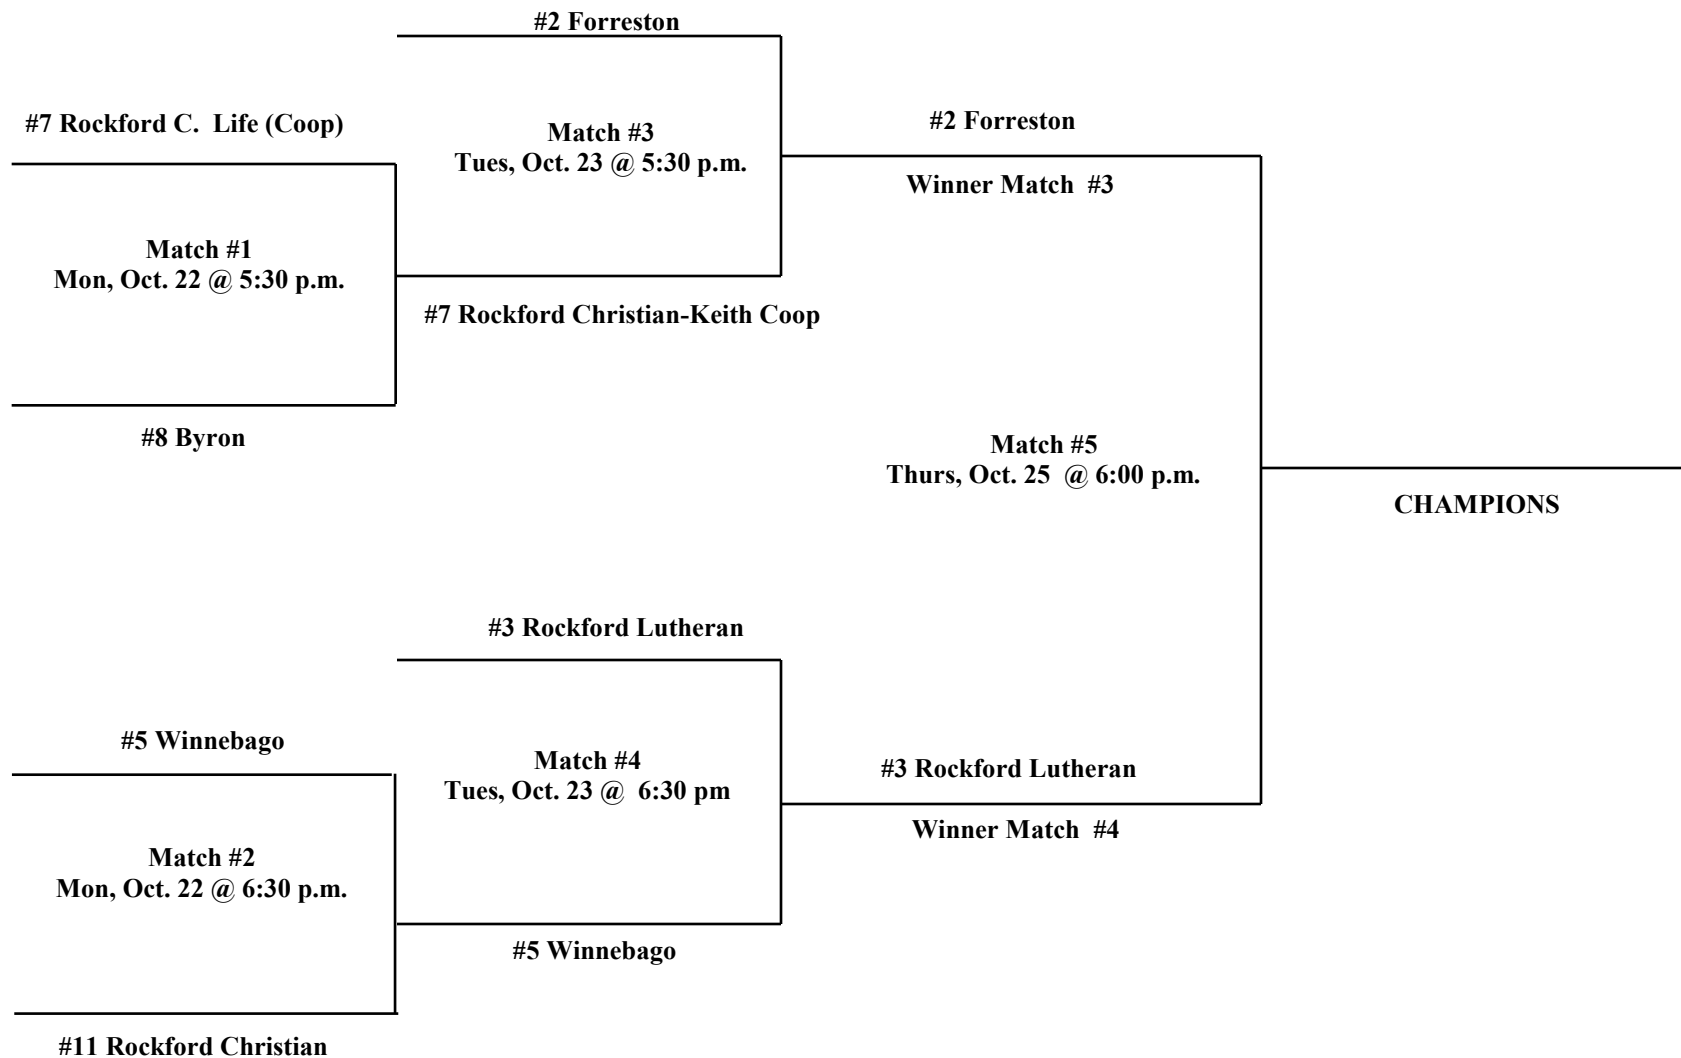 #2 Forreston
#7 Rockford C.  Life (Coop)
Match #3
Tues, Oct. 23 @ 5:30 p.m.
#2 Forreston
Winner Match  #3
Match #1
Mon, Oct. 22 @ 5:30 p.m.
#7 Rockford Christian-Keith Coop
#8 Byron
Match #5
Thurs, Oct. 25  @ 6:00 p.m.
CHAMPIONS
#3 Rockford Lutheran
#5 Winnebago
Match #4
Tues, Oct. 23 @  6:30 pm
#3 Rockford Lutheran
Winner Match  #4
Match #2
Mon, Oct. 22 @ 6:30 p.m.
#5 Winnebago
#11 Rockford Christian